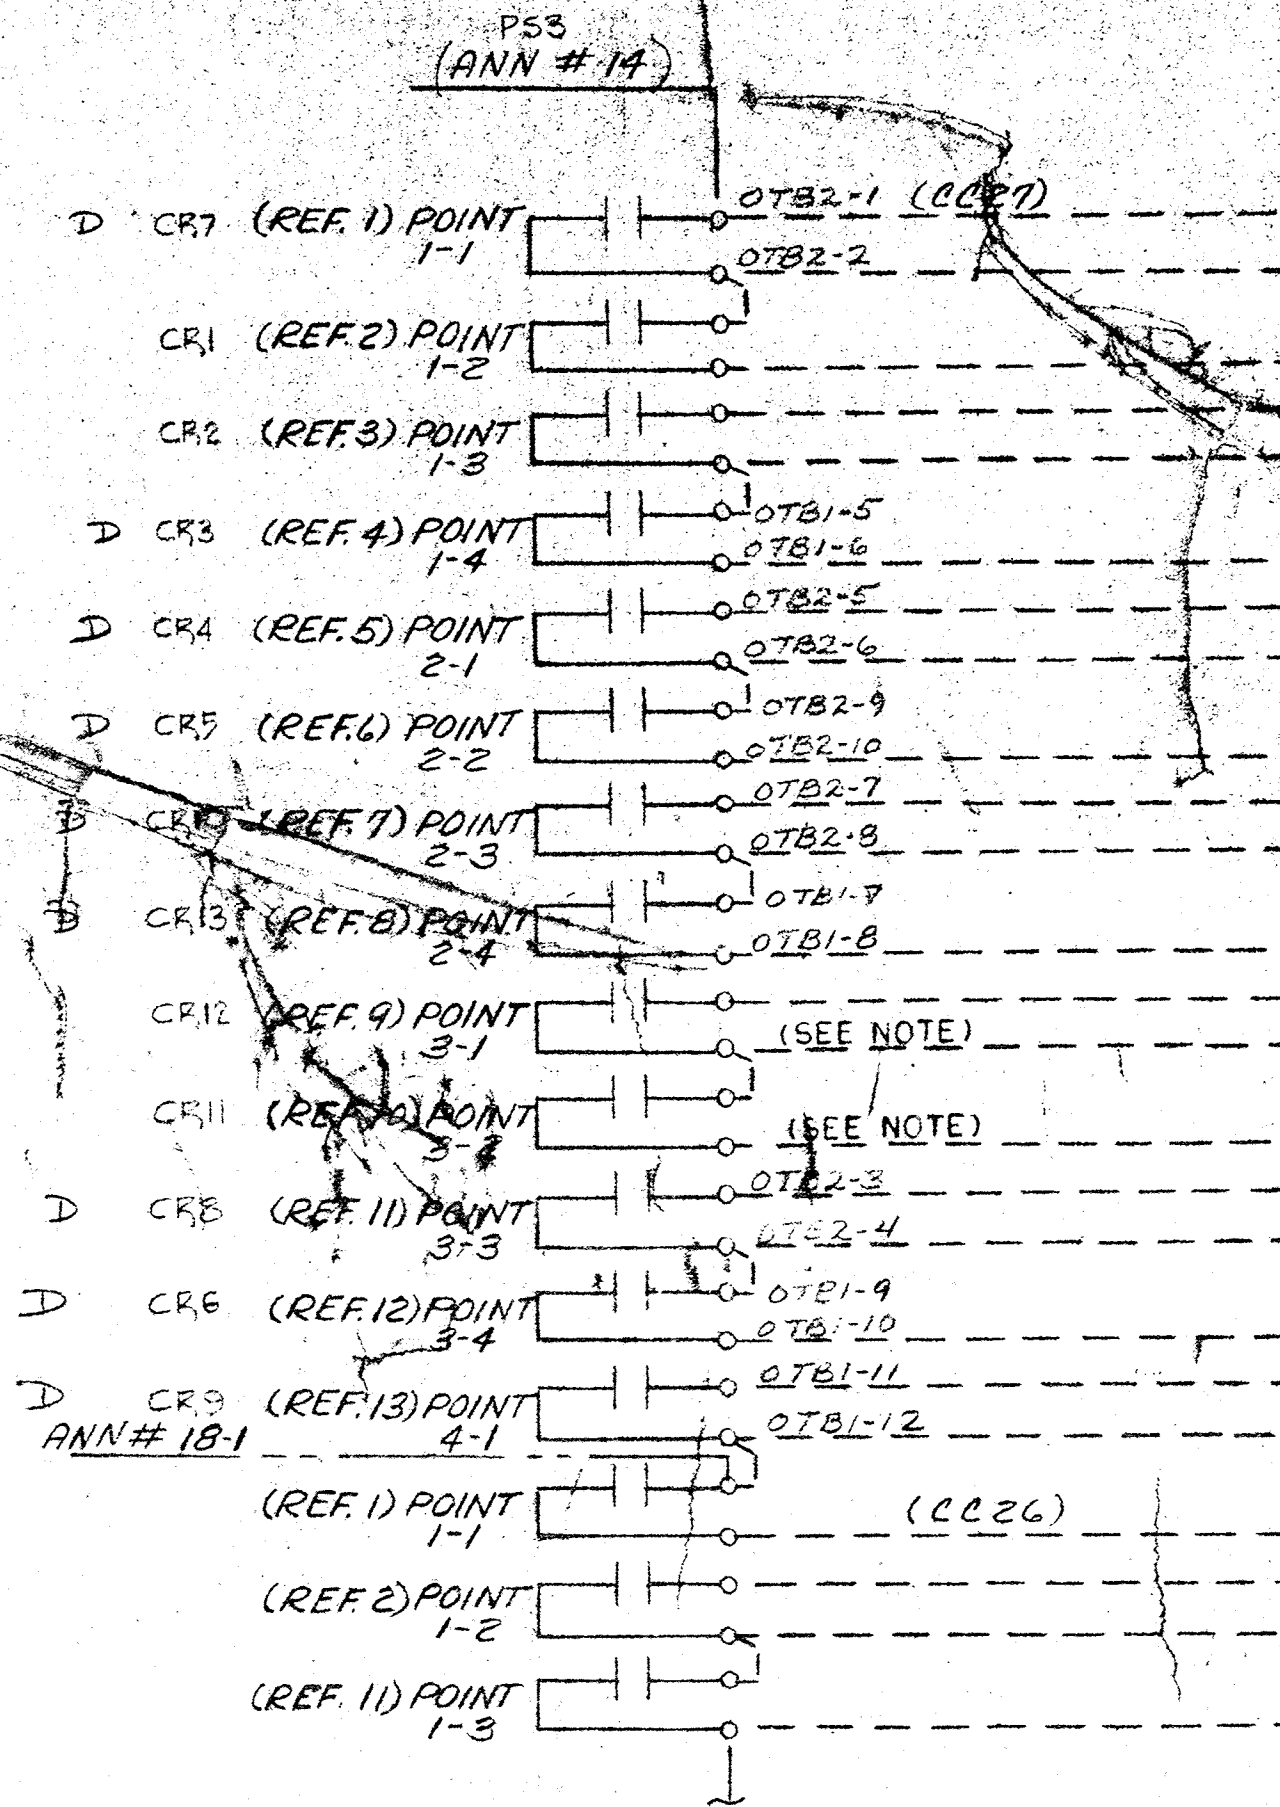 PS3
(ANN # 14)
D CR7 (REF. 1) POINT 1-1
OTB2-1 (CC27)
OTB2-2
CR1 (REF. 2) POINT 1-2
CR2 (REF. 3) POINT 1-3
D CR3 (REF. 4) POINT 1-4
OTB1-5
OTB1-6
D CR4 (REF. 5) POINT 2-1
OTB2-5
OTB2-6
D CR5 (REF. 6) POINT 2-2
OTB2-9
OTB2-10
D (REF. 7) POINT 2-3
OTB2-7
OTB2-8
D CR13 (REF. 8) POINT 2-4
OTB1-7
OTB1-8
CR12 (REF. 9) POINT 3-1
(SEE NOTE)
CR11 (REF. 10) POINT 3-2
(SEE NOTE)
D CR8 (REF. 11) POINT 3-3
OTB2-3
OTB2-4
D CR6 (REF. 12) POINT 3-4
OTB1-9
OTB1-10
D CR9 (REF. 13) POINT 4-1
OTB1-11
OTB1-12
ANN # 18-1
(REF. 1) POINT 1-1
(CC26)
(REF. 2) POINT 1-2
(REF. 11) POINT 1-3